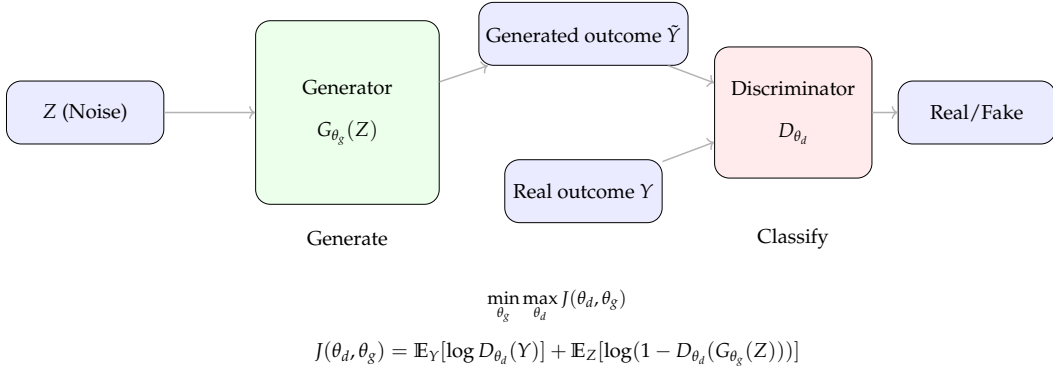 Z (Noise)
Generator
G_{θ_g}(Z)
Generate
Generated outcome Ỹ
Real outcome Y
Discriminator
D_{θ_d}
Classify
Real/Fake
min_{θ_g} max_{θ_d} J(θ_d, θ_g)
J(θ_d, θ_g) = 𝔼_Y[log D_{θ_d}(Y)] + 𝔼_Z[log(1 − D_{θ_d}(G_{θ_g}(Z)))]